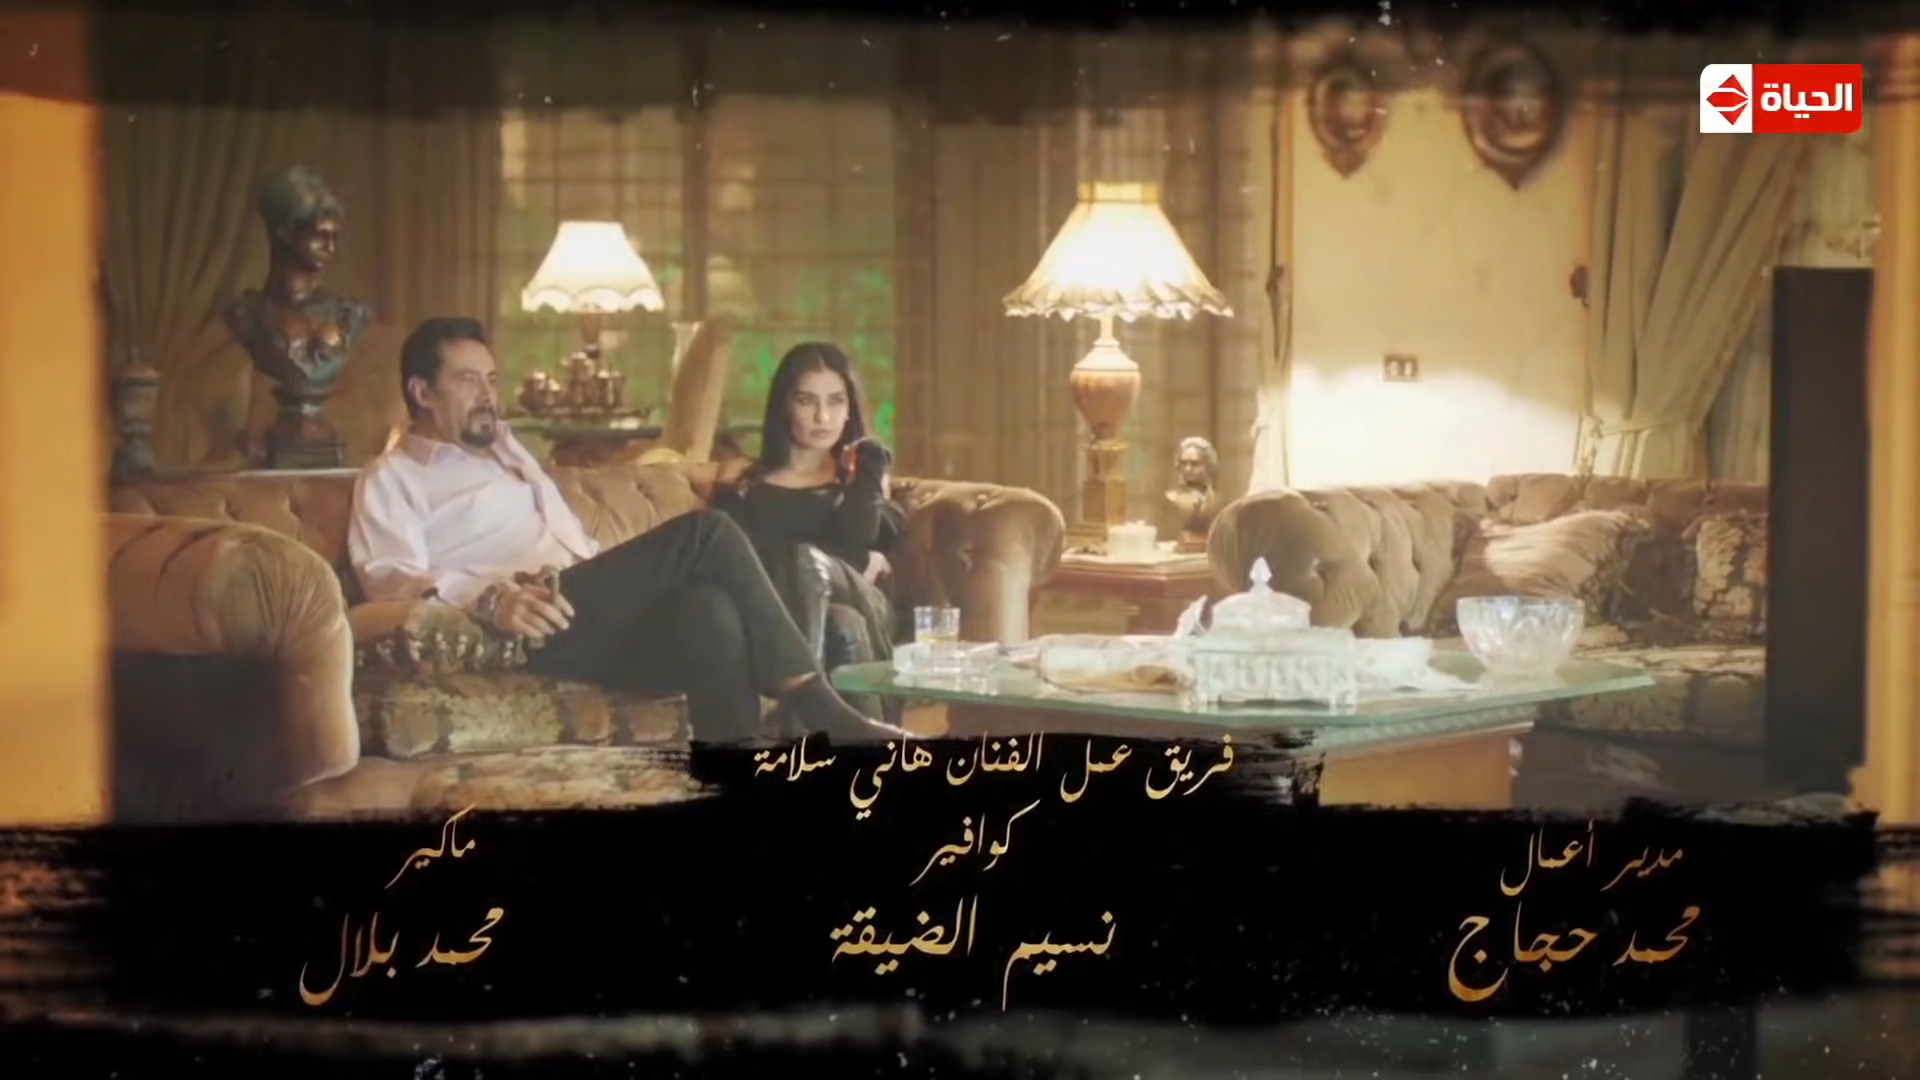 الحياة
فريق عمل الفنان هاني سلامة
مدير أعمال
محمد حجاج
كوافير
نسيم الضيقة
ماكير
محمد بلال